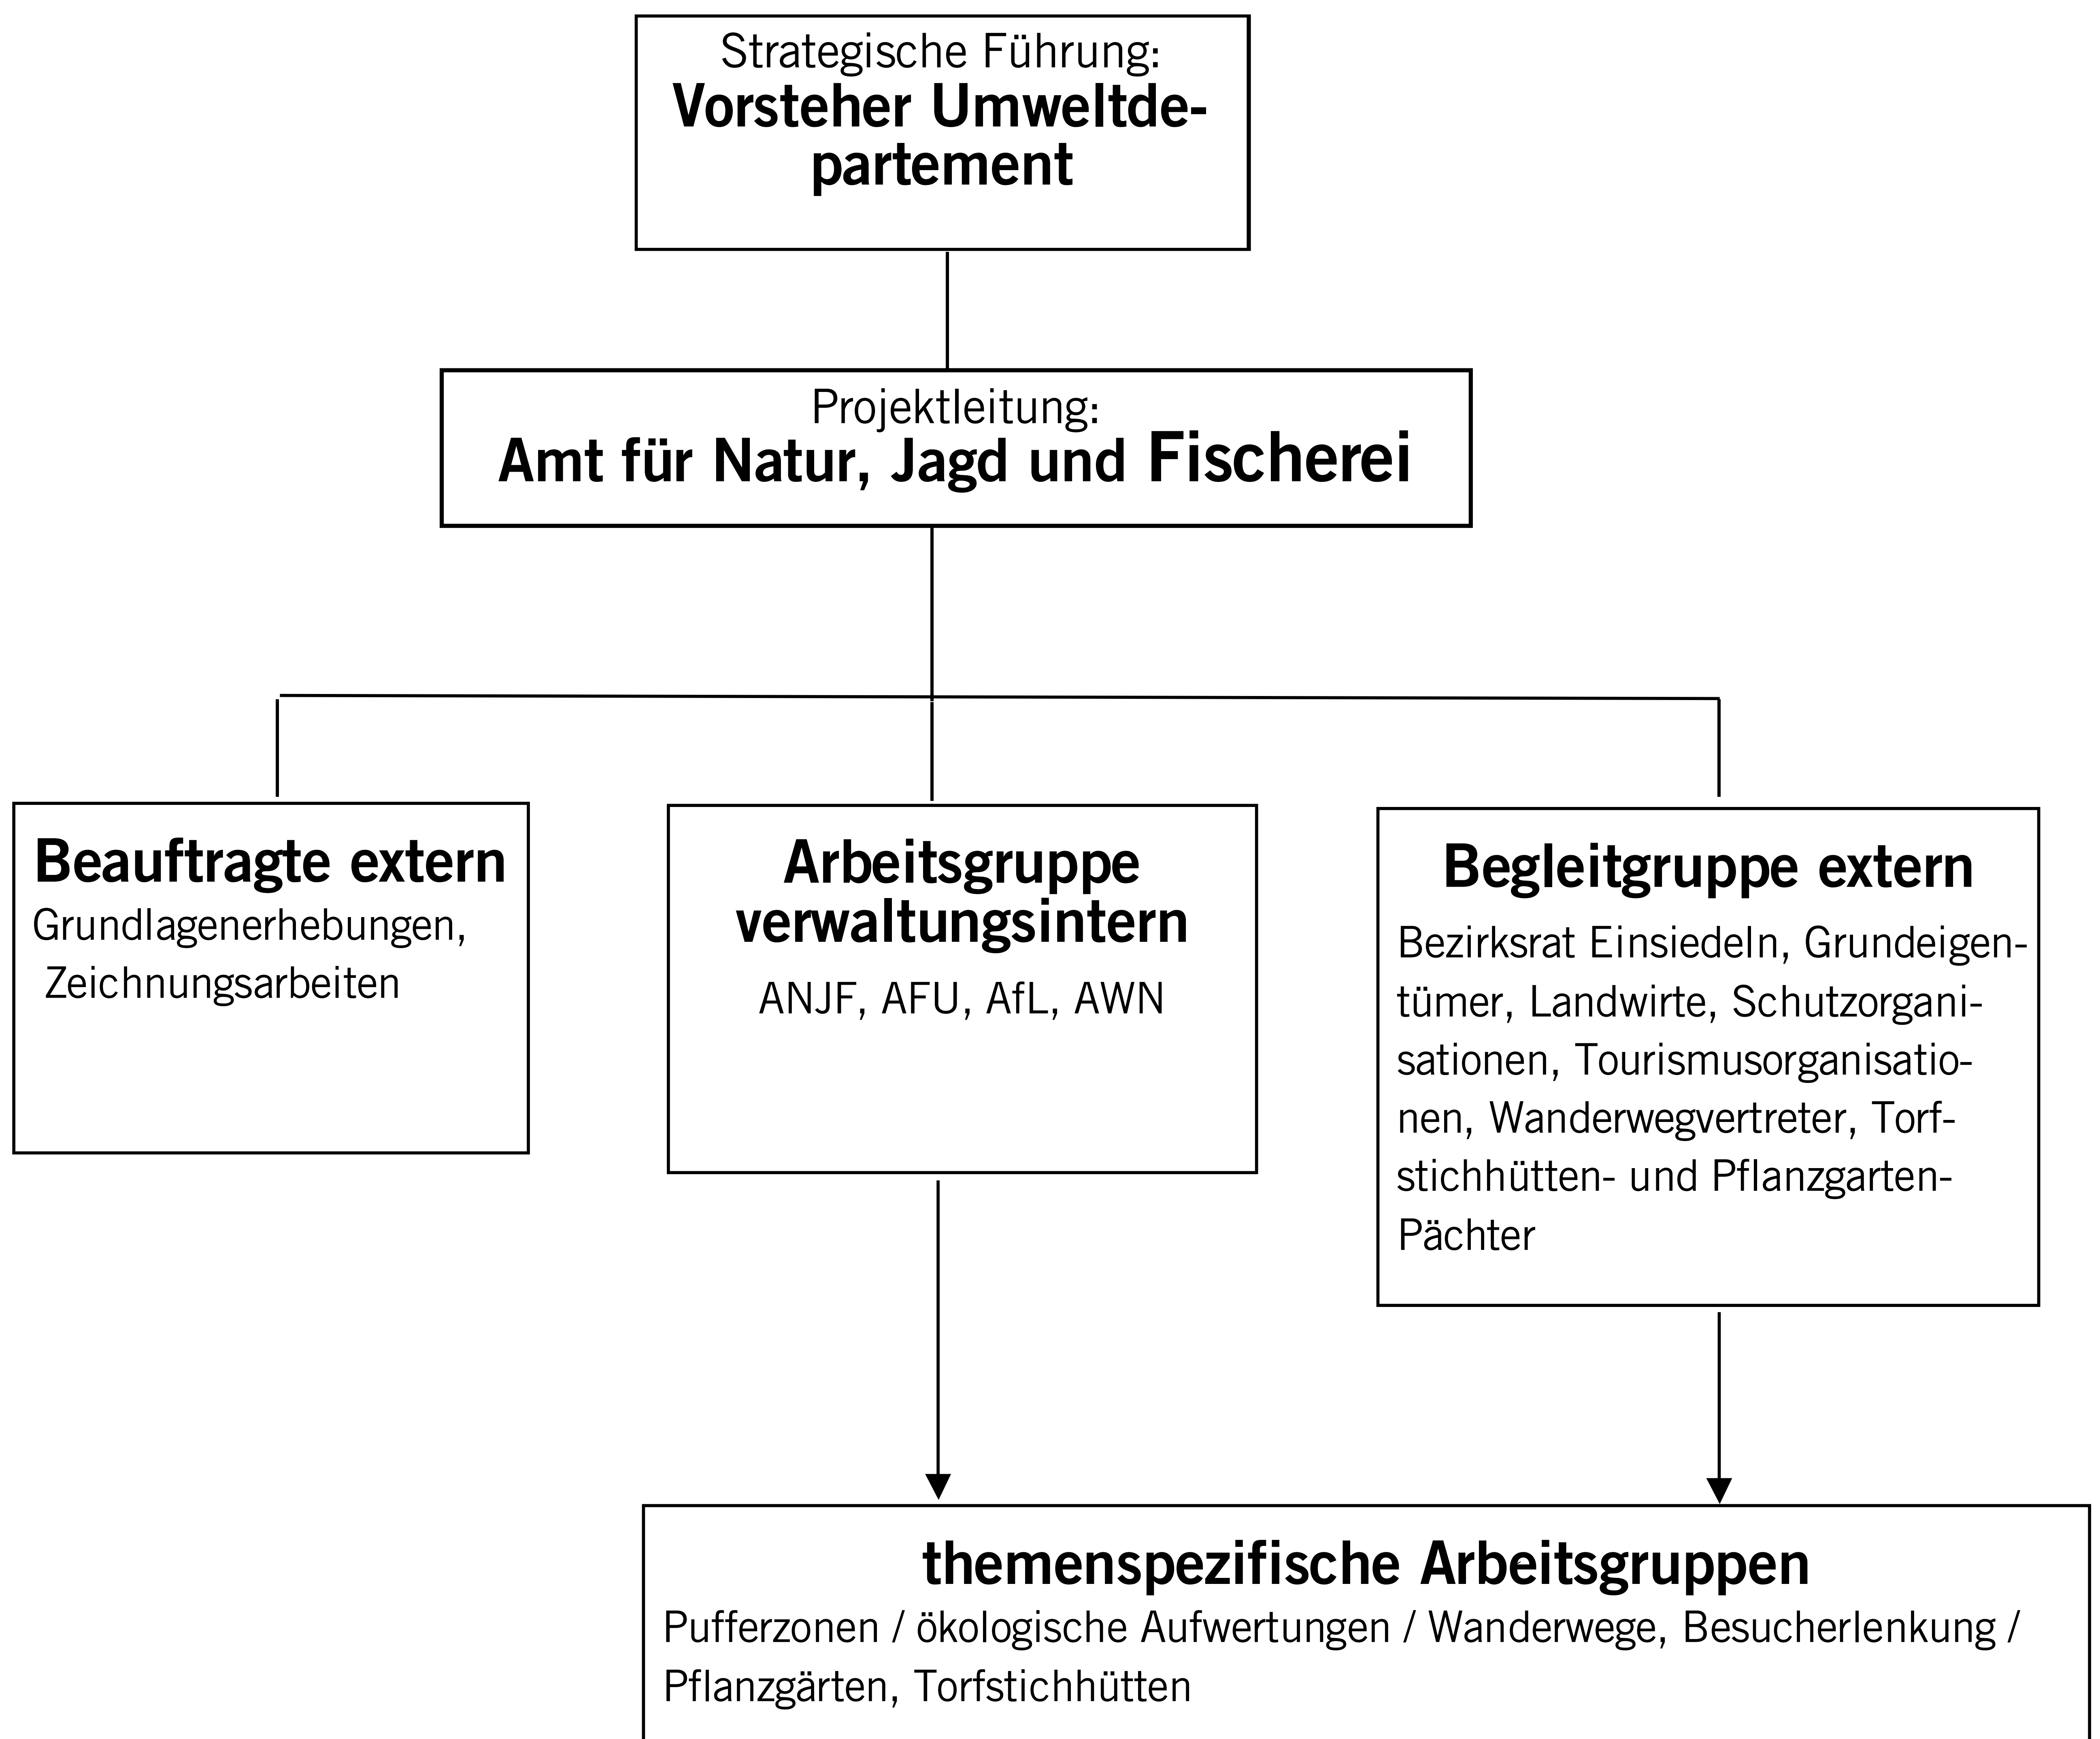 Strategische Führung:
Vorsteher Umweltde-
partement
Projektleitung:
Amt für Natur, Jagd und Fischerei
Beauftragte extern
Grundlagenerhebungen,
Zeichnungsarbeiten
Arbeitsgruppe
verwaltungsintern
ANJF, AFU, AfL, AWN
Begleitgruppe extern
Bezirksrat Einsiedeln, Grundeigen-
tümer, Landwirte, Schutzorgani-
sationen, Tourismusorganisatio-
nen, Wanderwegvertreter, Torf-
stichhütten- und Pflanzgarten-
Pächter
themenspezifische Arbeitsgruppen
Pufferzonen / ökologische Aufwertungen / Wanderwege, Besucherlenkung /
Pflanzgärten, Torfstichhütten